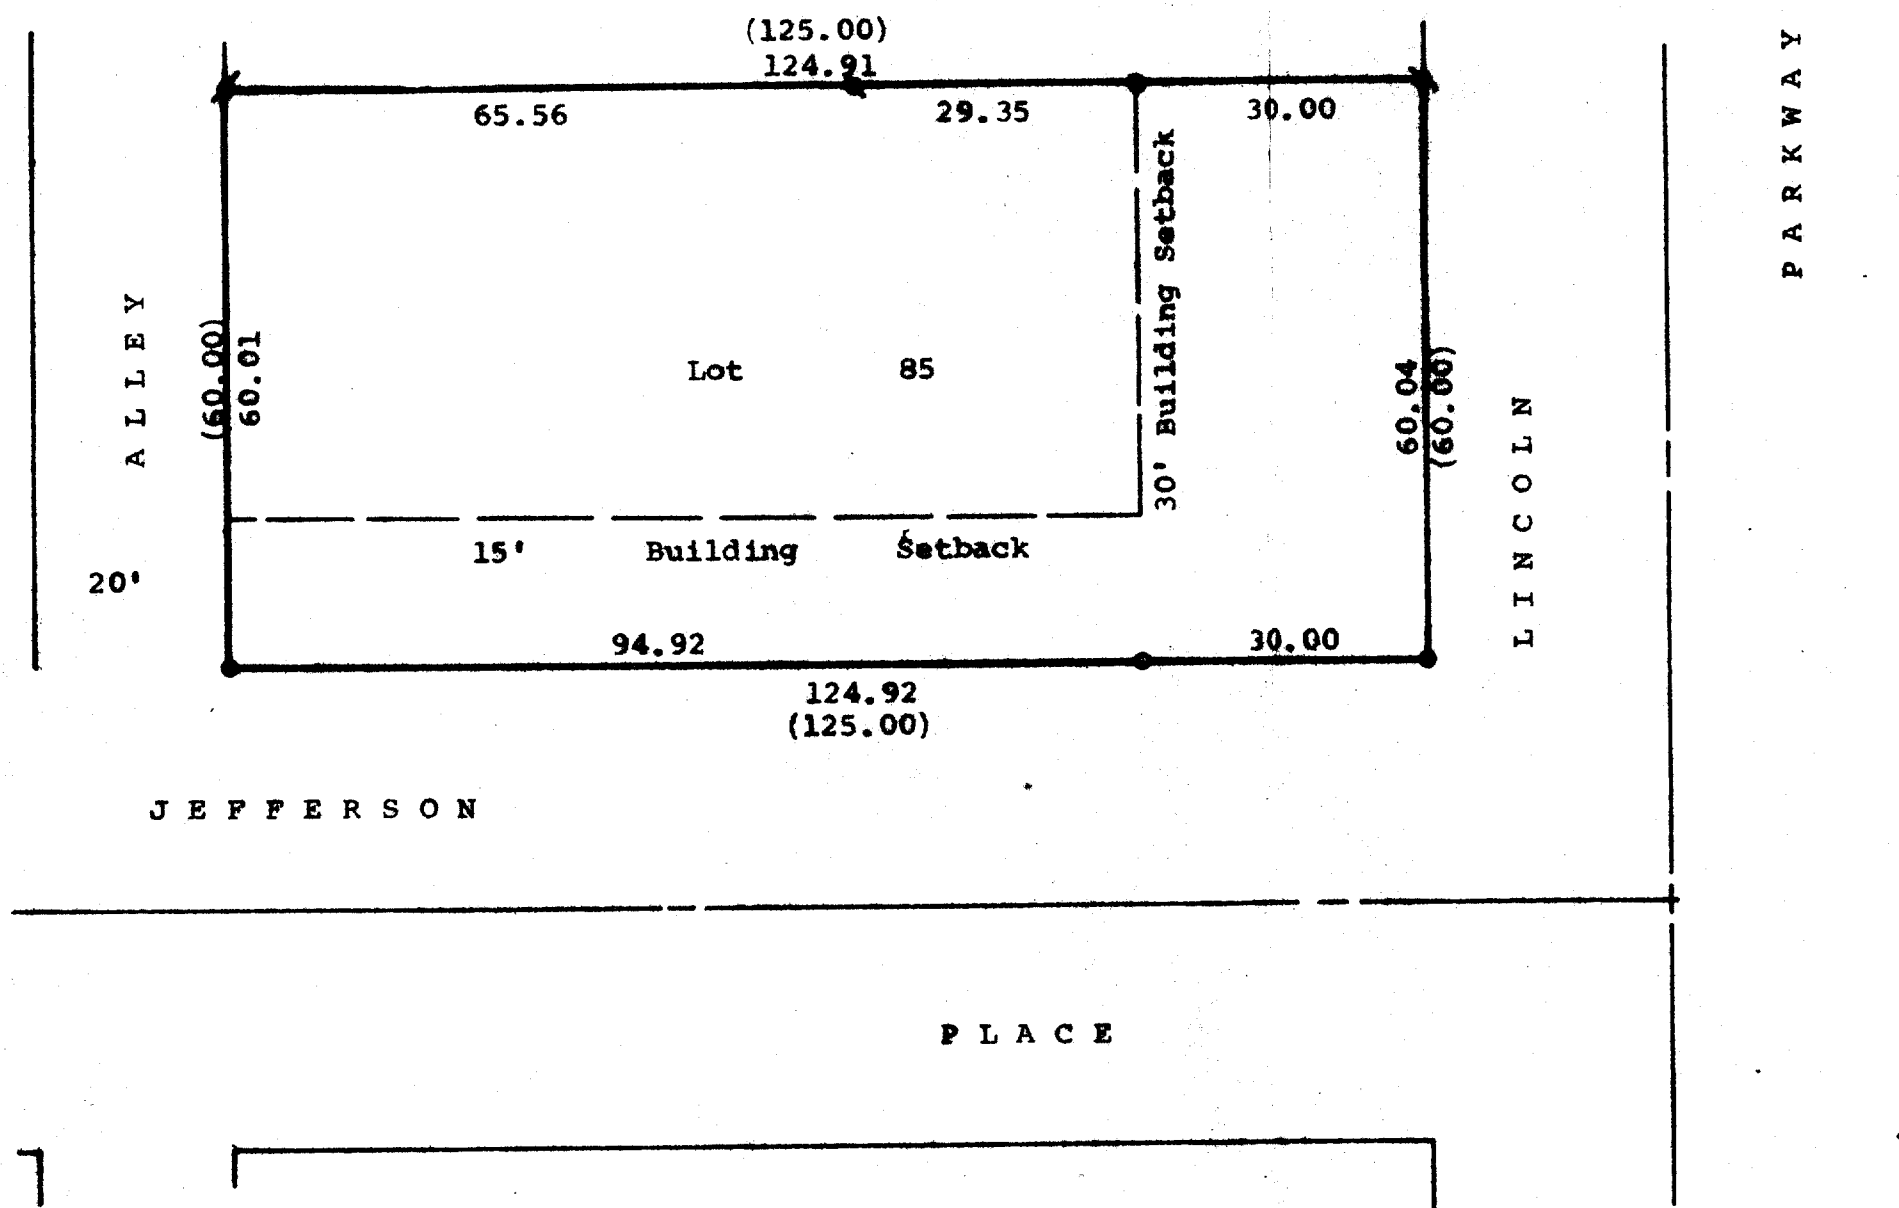 (125.00)
124.91
65.56 29.35 30.00
PARKWAY
30' Building Setback
ALLEY
(60.00)
60.01
Lot 85
60.04
(60.00)
LINCOLN
15' Building Setback
20'
94.92 30.00
124.92
(125.00)
JEFFERSON
PLACE